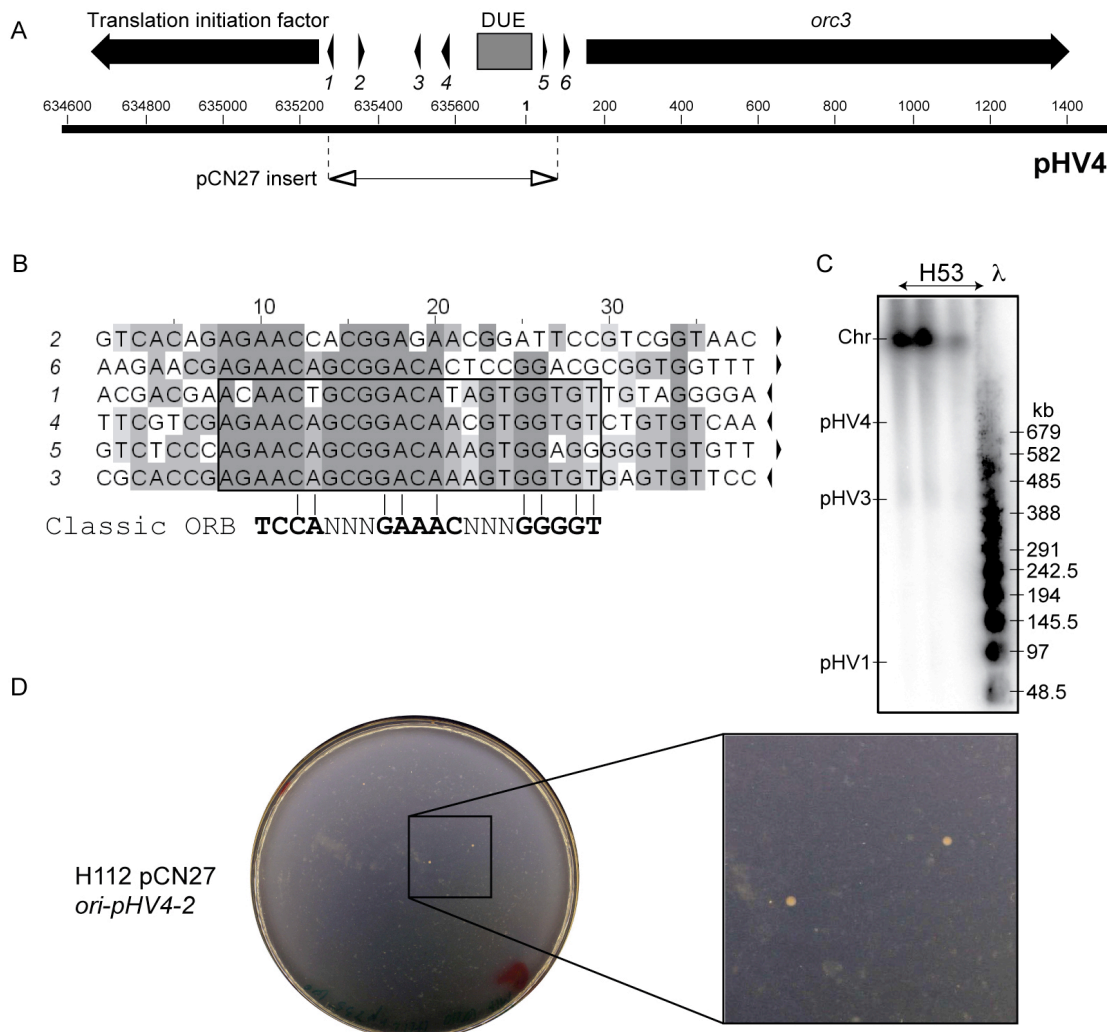 A
Translation initiation factor
DUE
orc3
1 2 3 4 5 6
634600 634800 635000 635200 635400 635600 1 200 400 600 800 1000 1200 1400
pCN27 insert
pHV4
B
10 20 30
2 GTCACAGAGAACCACGGAGAACGGATTCCGTCGGTAAC
6 AAGAACGAGAACAGCGGACACTCCGGACGCGGTGGTTT
1 ACGACGAACAACTGCGGACATAGTGGTGTTGTAGGGGA
4 TTCGTCGAGAACAGCGGACAACGTGGTGTCTGTGTCAA
5 GTCTCCCAGAACAGCGGACAAAGTGGAGGGGGTGTGTT
3 CGCACCGAGAACAGCGGACAAAGTGGTGTGAGTGTTCC
Classic ORB TCCANNNGAAACNNNGGGGT
C
H53 λ
Chr
pHV4
pHV3
pHV1
kb
679
582
485
388
291
242.5
194
145.5
97
48.5
D
H112 pCN27
ori-pHV4-2